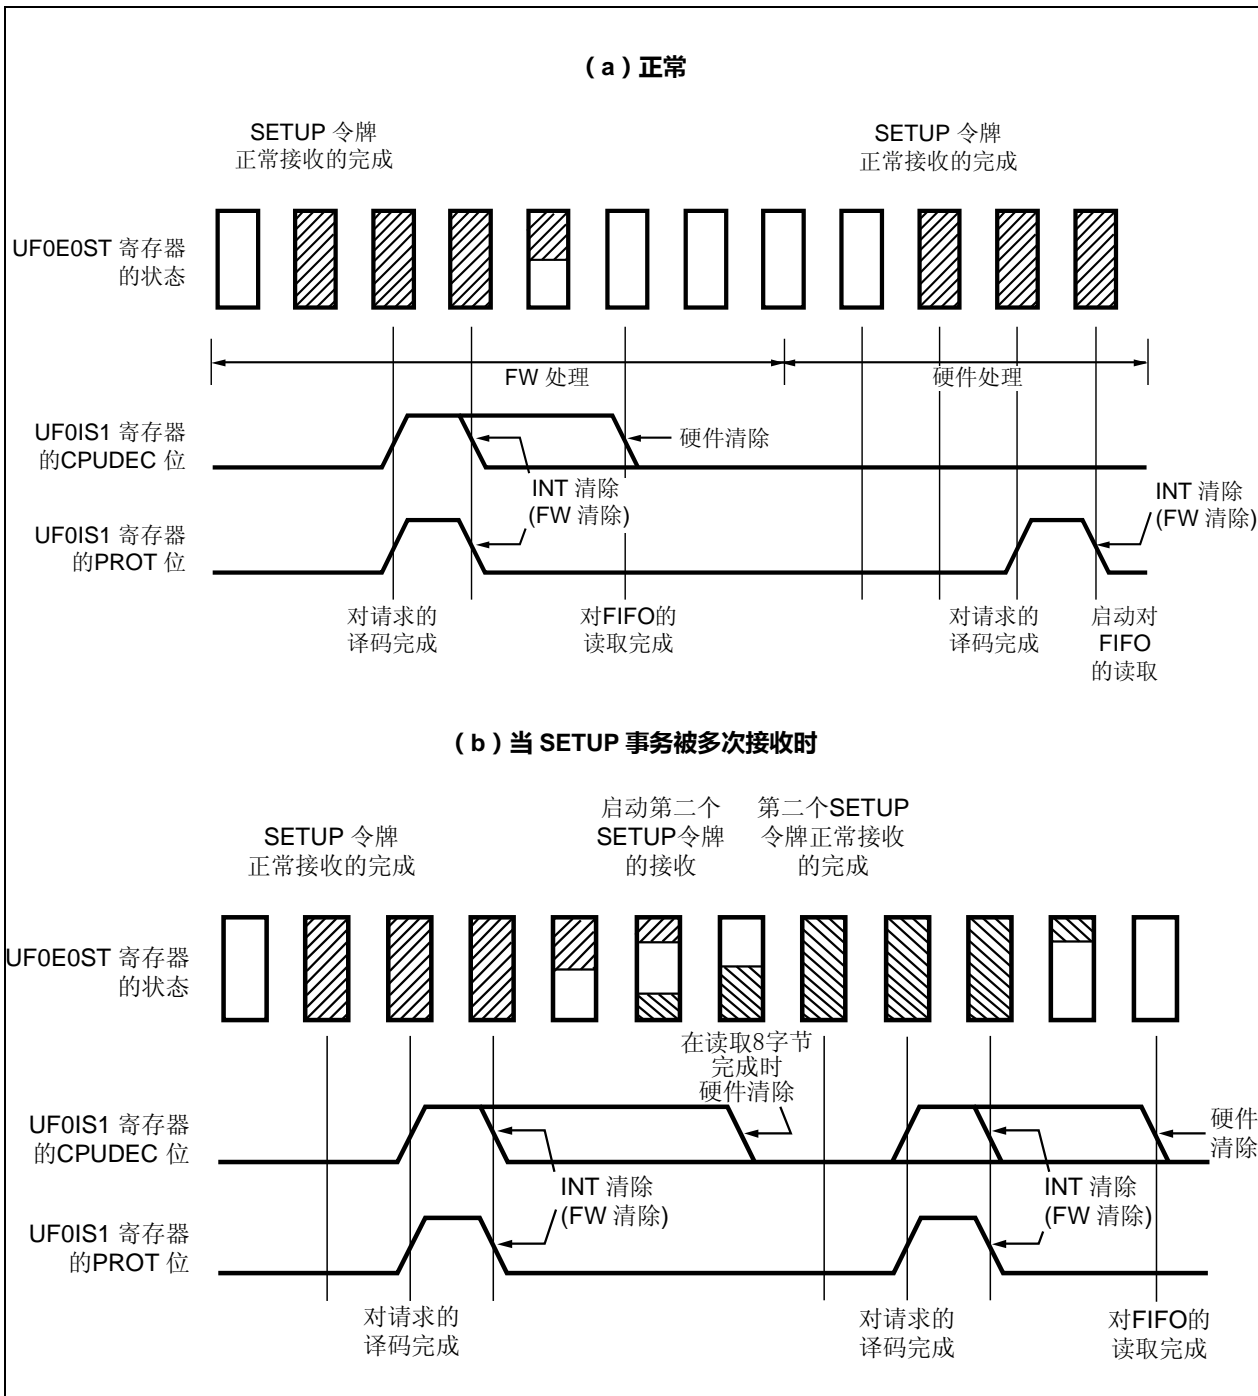 （a）正常
SETUP 令牌
正常接收的完成
SETUP 令牌
正常接收的完成
UF0E0ST 寄存器
的状态
FW 处理
硬件处理
UF0IS1 寄存器
的CPUDEC 位
硬件清除
INT 清除
(FW 清除)
INT 清除
(FW 清除)
UF0IS1 寄存器
的PROT 位
对请求的
译码完成
对FIFO的
读取完成
对请求的
译码完成
启动对
FIFO
的读取
（b）当 SETUP 事务被多次接收时
SETUP 令牌
正常接收的完成
启动第二个
SETUP令牌
的接收
第二个SETUP
令牌正常接收
的完成
UF0E0ST 寄存器
的状态
在读取8字节
完成时
硬件清除
UF0IS1 寄存器
的CPUDEC 位
硬件
清除
INT 清除
(FW 清除)
INT 清除
(FW 清除)
UF0IS1 寄存器
的PROT 位
对请求的
译码完成
对请求的
译码完成
对FIFO的
读取完成